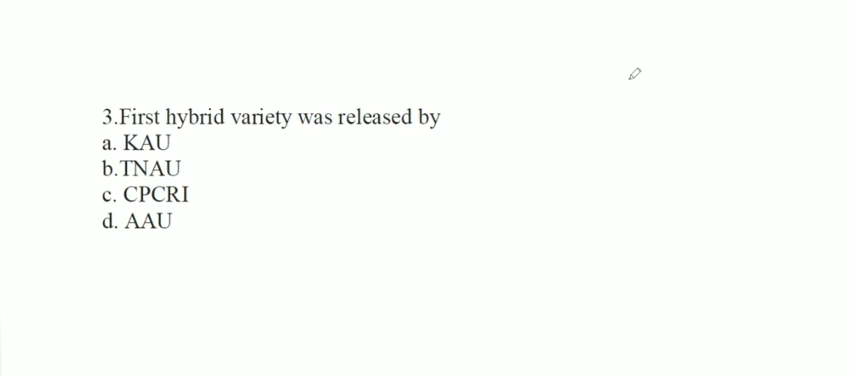 3.First hybrid variety was released by
a. KAU
b.TNAU
c. CPCRI
d. AAU